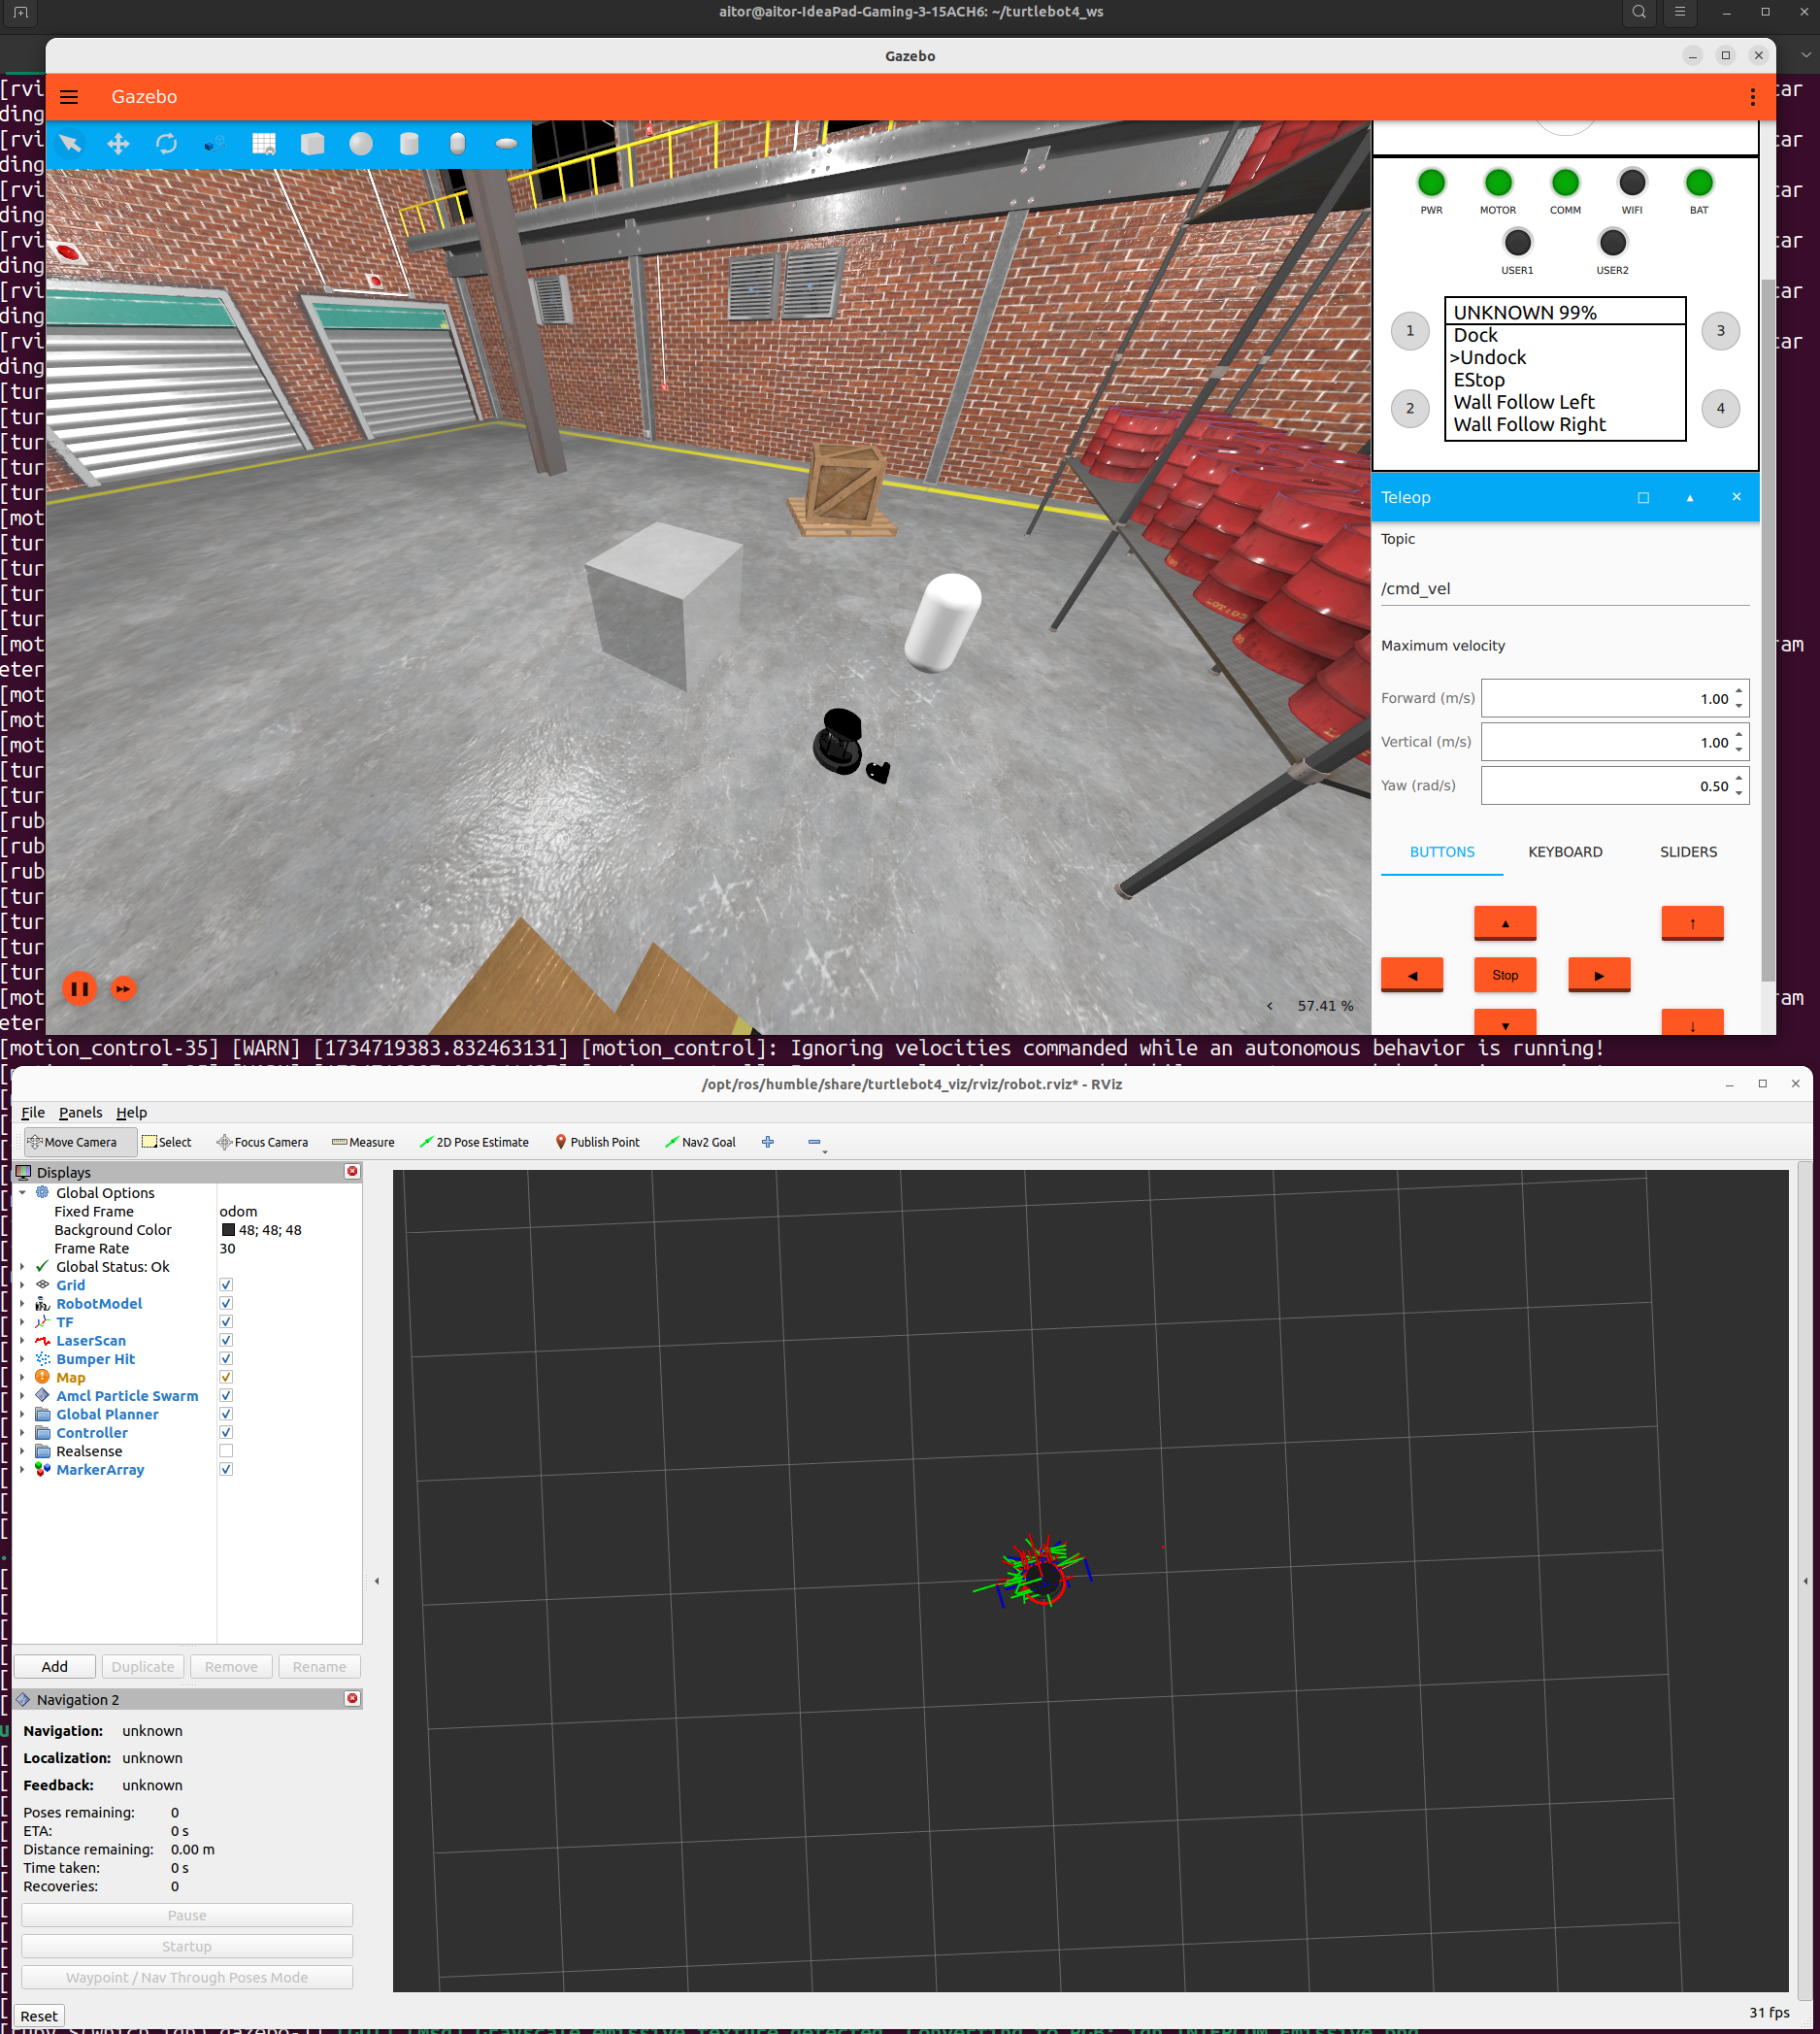 aitor@aitor-IdeaPad-Gaming-3-15ACH6: ~/turtlebot4_ws
Gazebo
Gazebo
PWR MOTOR COMM WIFI BAT
USER1 USER2
UNKNOWN 99%
1 Dock 3
>Undock
EStop
2 Wall Follow Left 4
Wall Follow Right
Teleop
Topic
/cmd_vel
Maximum velocity
Forward (m/s) 1.00
Vertical (m/s) 1.00
Yaw (rad/s) 0.50
BUTTONS KEYBOARD SLIDERS
Stop
57.41 %
[rvi
ding
[rvi
ding
[rvi
ding
[rvi
ding
[rvi
ding
[rvi
ding
[tur
[tur
[tur
[tur
[tur
[mot
[tur
[tur
[tur
[tur
[mot
eter
[mot
[mot
[mot
[tur
[tur
[rub
[rub
[rub
[tur
[tur
[tur
[tur
[mot
eter
[motion_control-35] [WARN] [1734719383.832463131] [motion_control]: Ignoring velocities commanded while an autonomous behavior is running!
/opt/ros/humble/share/turtlebot4_viz/rviz/robot.rviz* - RViz
File Panels Help
Move Camera Select Focus Camera Measure 2D Pose Estimate Publish Point Nav2 Goal
Displays
Global Options
Fixed Frame odom
Background Color 48; 48; 48
Frame Rate 30
Global Status: Ok
Grid
RobotModel
TF
LaserScan
Bumper Hit
Map
Amcl Particle Swarm
Global Planner
Controller
Realsense
MarkerArray
Add Duplicate Remove Rename
Navigation 2
Navigation: unknown
Localization: unknown
Feedback: unknown
Poses remaining: 0
ETA: 0 s
Distance remaining: 0.00 m
Time taken: 0 s
Recoveries: 0
Pause
Startup
Waypoint / Nav Through Poses Mode
Reset
31 fps